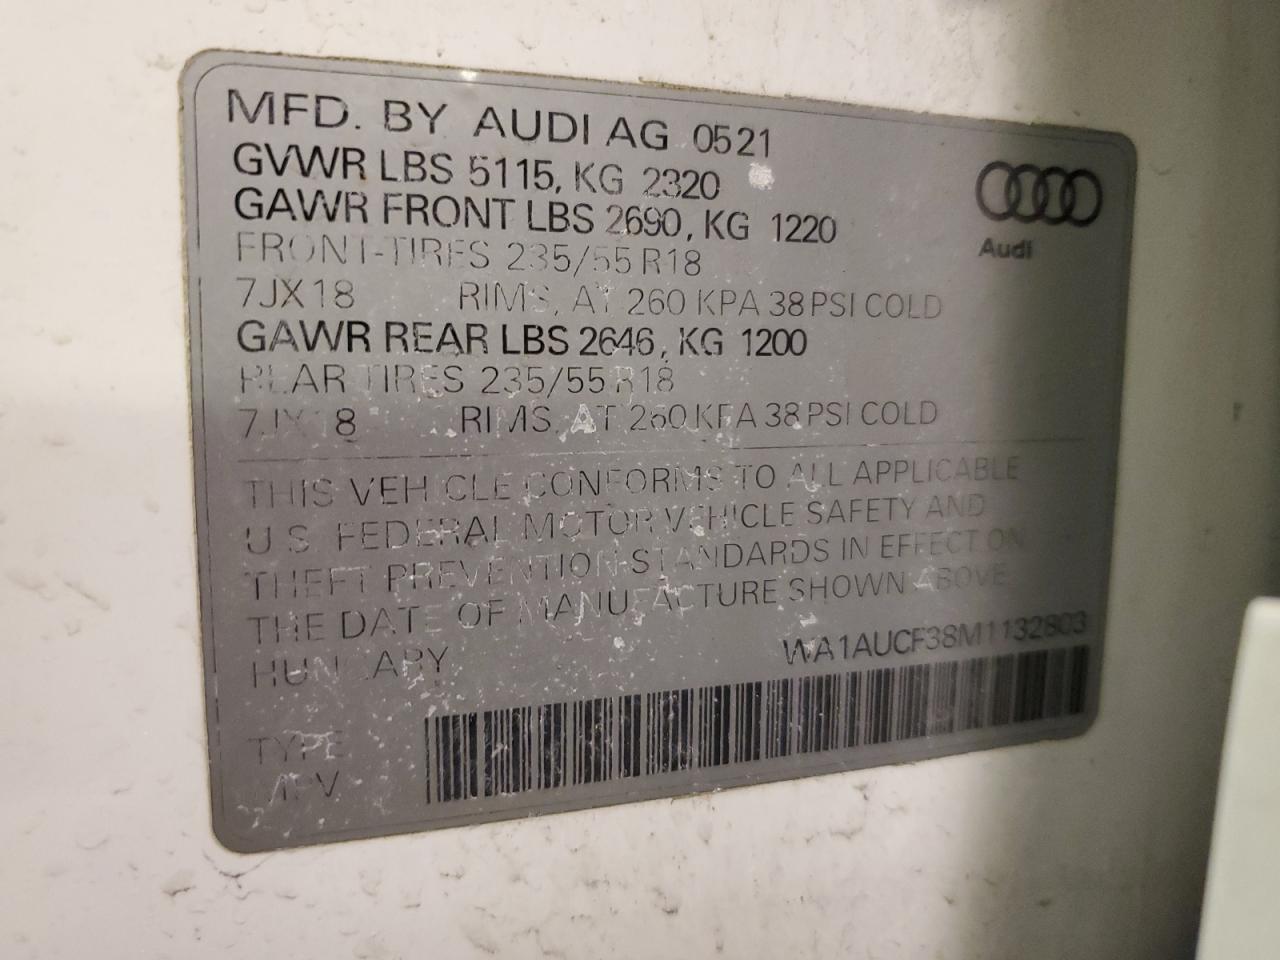 MFD. BY AUDI AG 0521
GVWR LBS 5115, KG 2320
GAWR FRONT LBS 2690, KG 1220
FRONT-TIRES 235/55 R18
7JX18 RIMS, AT 260 KPA 38 PSI COLD
GAWR REAR LBS 2646, KG 1200
REAR TIRES 235/55 R18
7JX18 RIMS, AT 260 KPA 38 PSI COLD
Audi
THIS VEHICLE CONFORMS TO ALL APPLICABLE
U.S. FEDERAL MOTOR VEHICLE SAFETY AND
THEFT PREVENTION STANDARDS IN EFFECT ON
THE DATE OF MANUFACTURE SHOWN ABOVE
HUNGARY
WA1AUCF38M1132803
TYPE
MPV